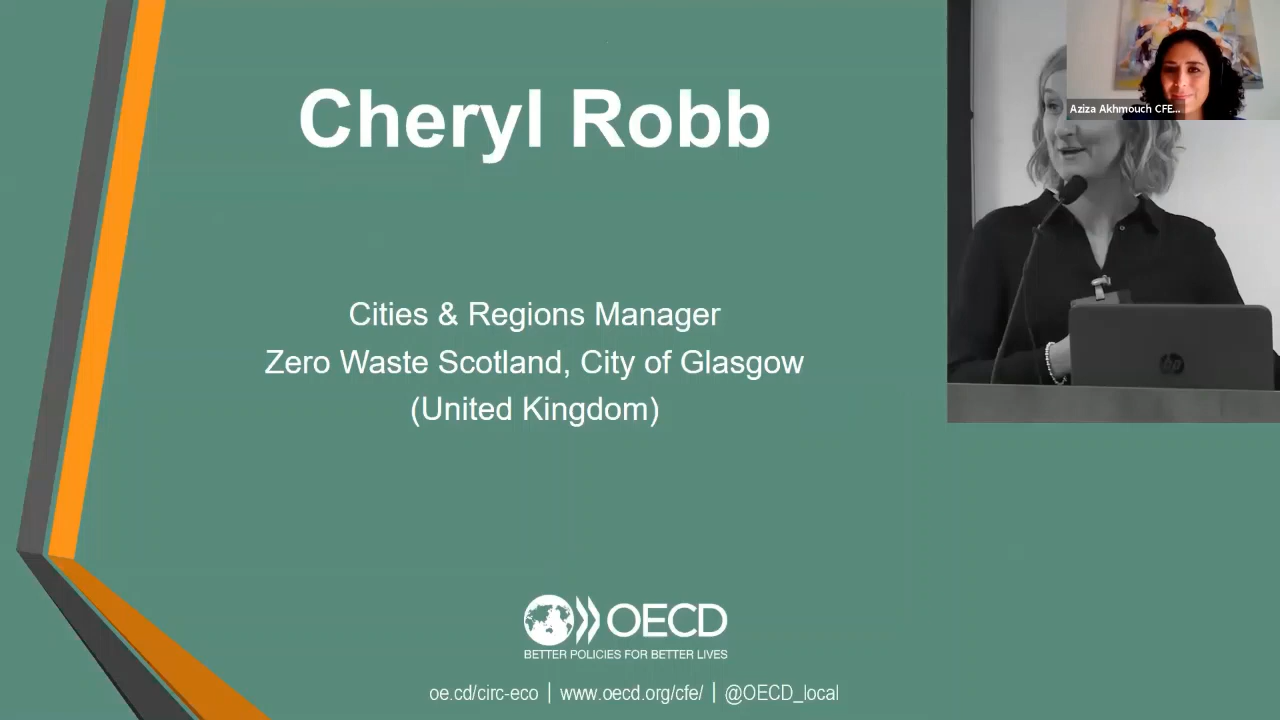 Cheryl Robb
Aziza Akhmouch CFE...
Cities & Regions Manager
Zero Waste Scotland, City of Glasgow
(United Kingdom)
hp
OECD
BETTER POLICIES FOR BETTER LIVES
oe.cd/circ-eco | www.oecd.org/cfe/ | @OECD_local